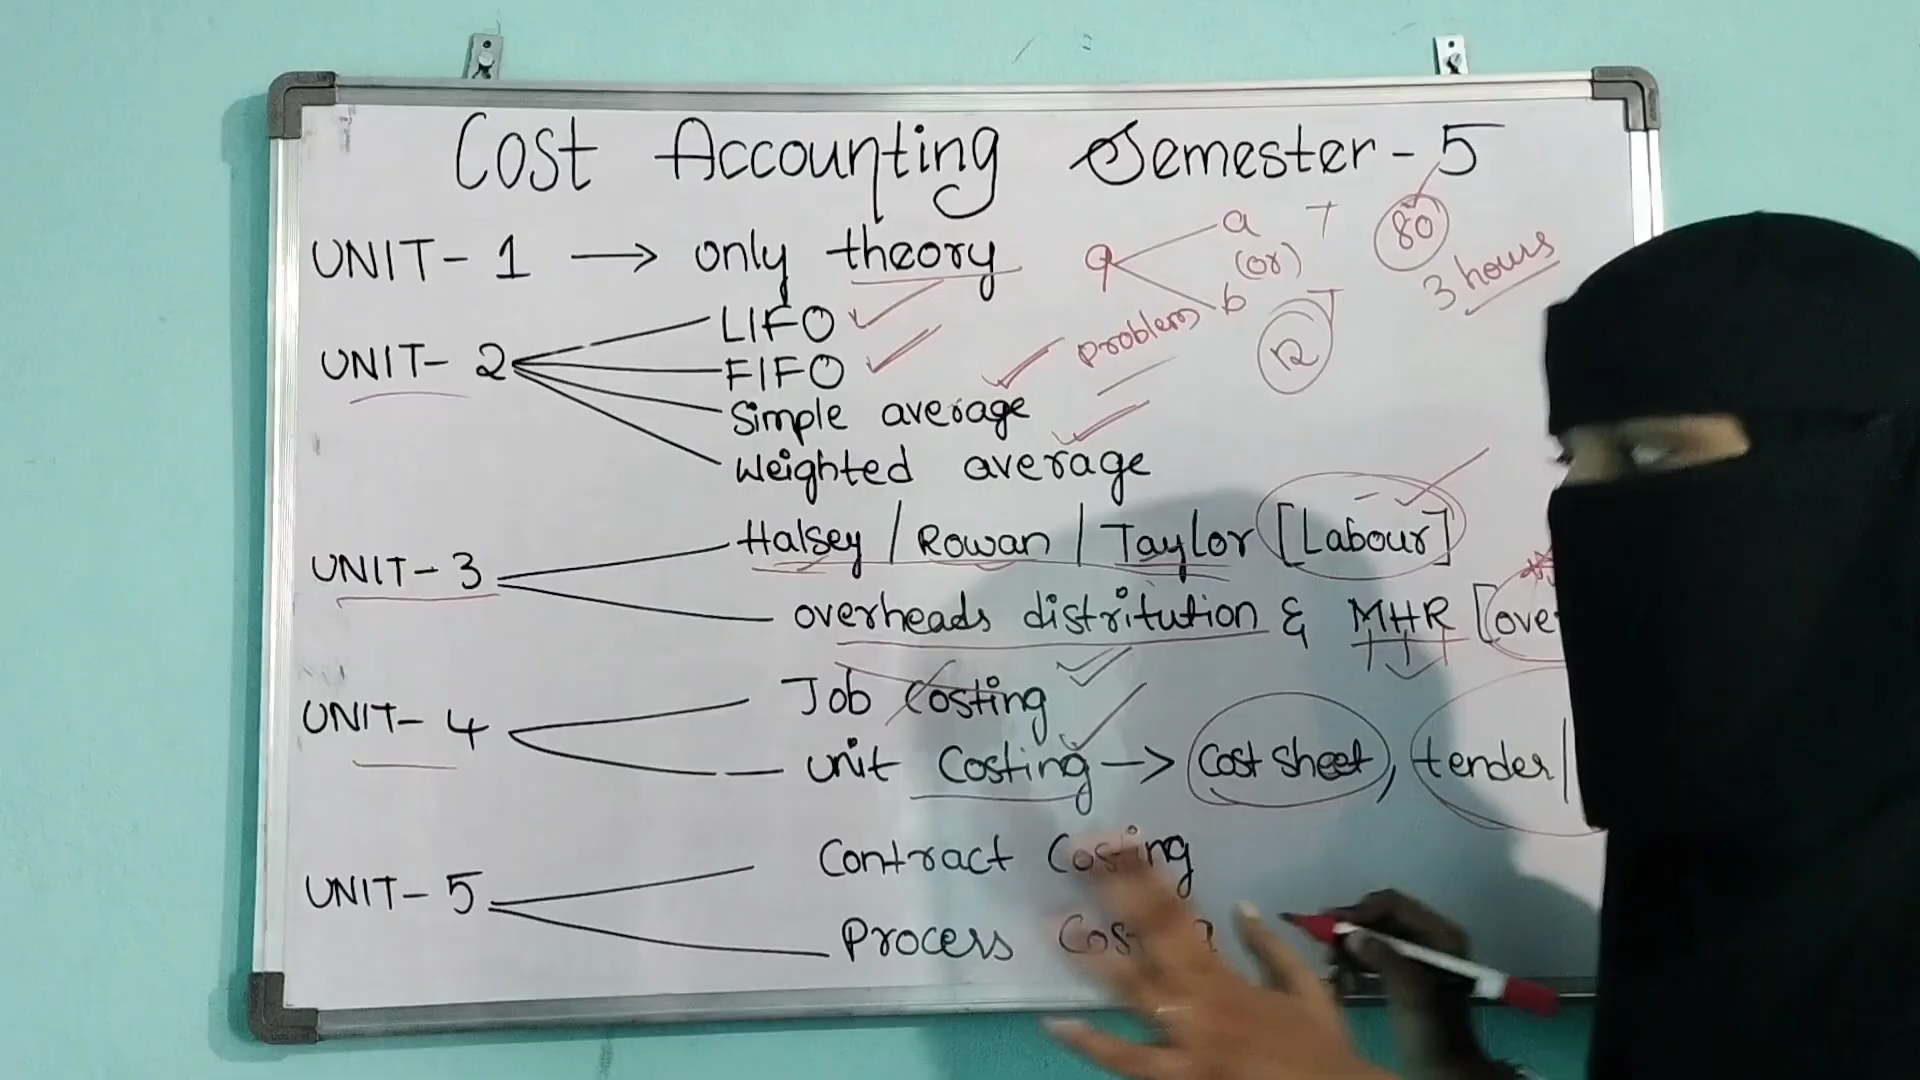 Cost Accounting Semester - 5
UNIT - 1 → only theory
Q a T
(or)
b T
80
3 hours
UNIT - 2
LIFO
FIFO
Simple average
Weighted average
Problem
12
UNIT - 3
Halsey / Rowan / Taylor [Labour]
overheads distritution & MHR [ove
UNIT - 4
Job Costing
unit Costing → Cost sheet, tender /
UNIT - 5
Contract Costing
Process